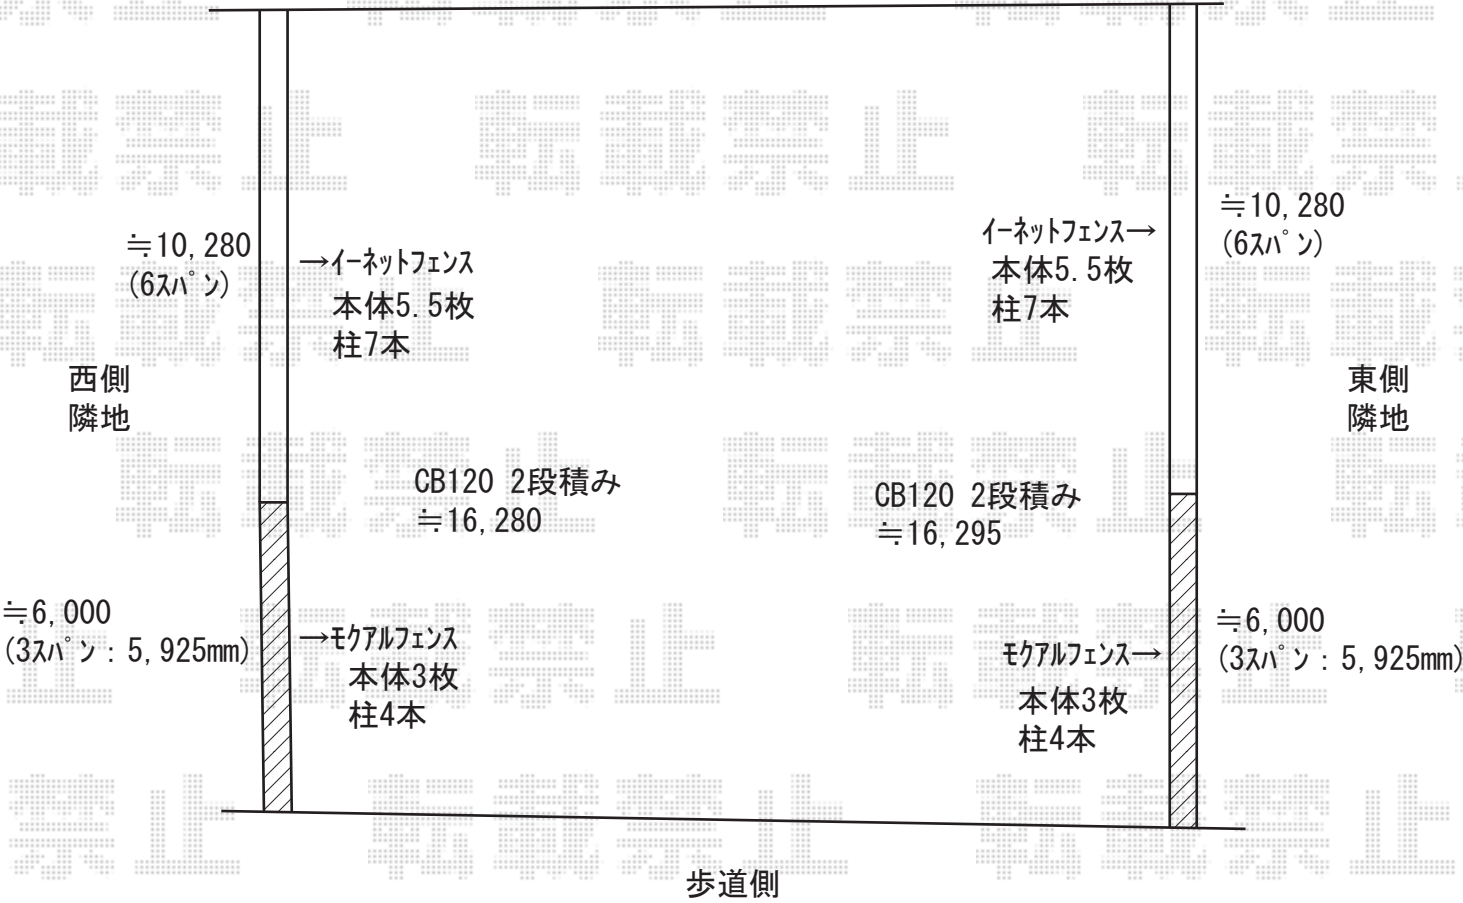 ≒10,280
(6ｽﾊﾟﾝ)
→ｲｰﾈｯﾄﾌｪﾝｽ
本体5.5枚
柱7本
ｲｰﾈｯﾄﾌｪﾝｽ→
本体5.5枚
柱7本
≒10,280
(6ｽﾊﾟﾝ)
西側
隣地
東側
隣地
CB120 2段積み
≒16,280
CB120 2段積み
≒16,295
≒6,000
(3ｽﾊﾟﾝ：5,925mm)
→ﾓｸｱﾙﾌｪﾝｽ
本体3枚
柱4本
ﾓｸｱﾙﾌｪﾝｽ→
本体3枚
柱4本
≒6,000
(3ｽﾊﾟﾝ：5,925mm)
歩道側
転載禁止